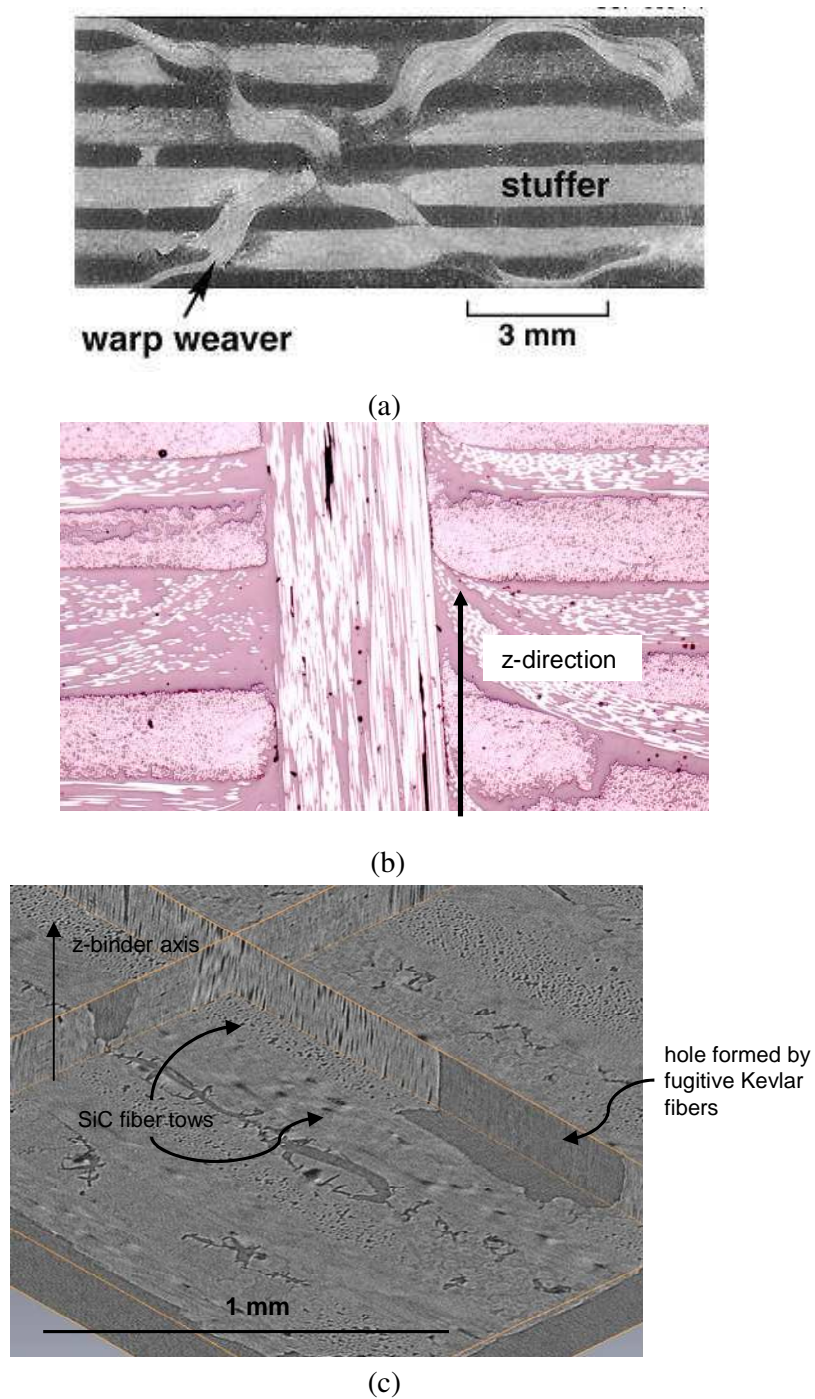 stuffer
warp weaver
3 mm
(a)
z-direction
(b)
z-binder axis
SiC fiber tows
hole formed by
fugitive Kevlar
fibers
1 mm
(c)